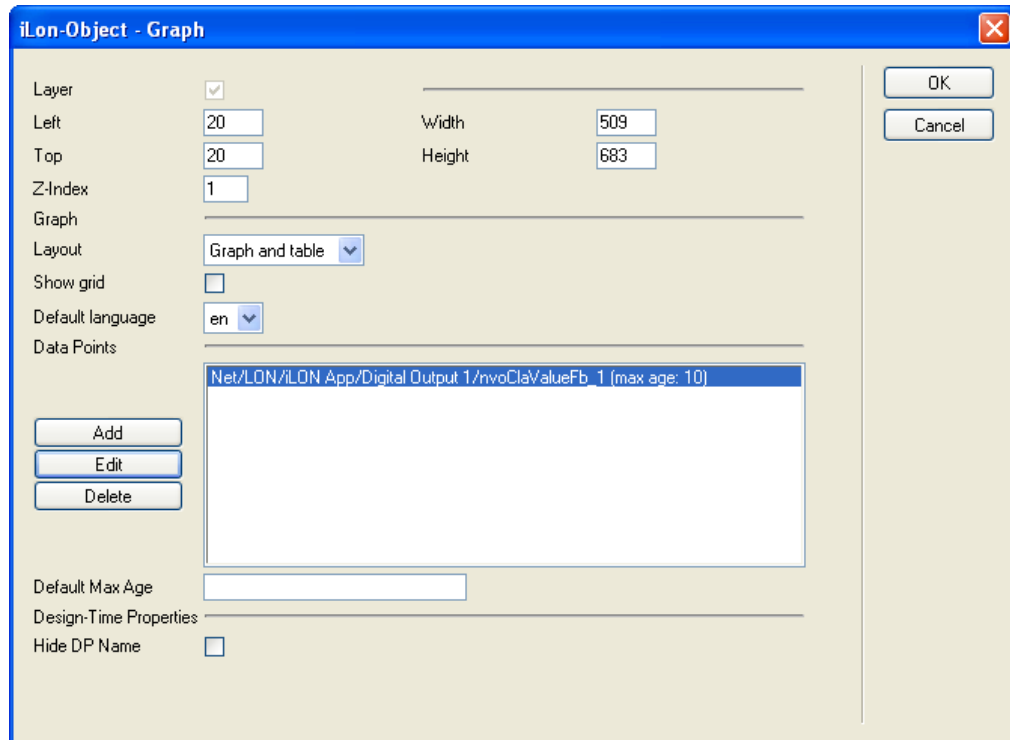 iLon-Object - Graph
Layer
OK
Left 20 Width 509
Cancel
Top 20 Height 683
Z-Index 1
Graph
Layout Graph and table
Show grid
Default language en
Data Points
Net/LON/iLON App/Digital Output 1/nvoClaValueFb_1 (max age: 10)
Add
Edit
Delete
Default Max Age
Design-Time Properties
Hide DP Name